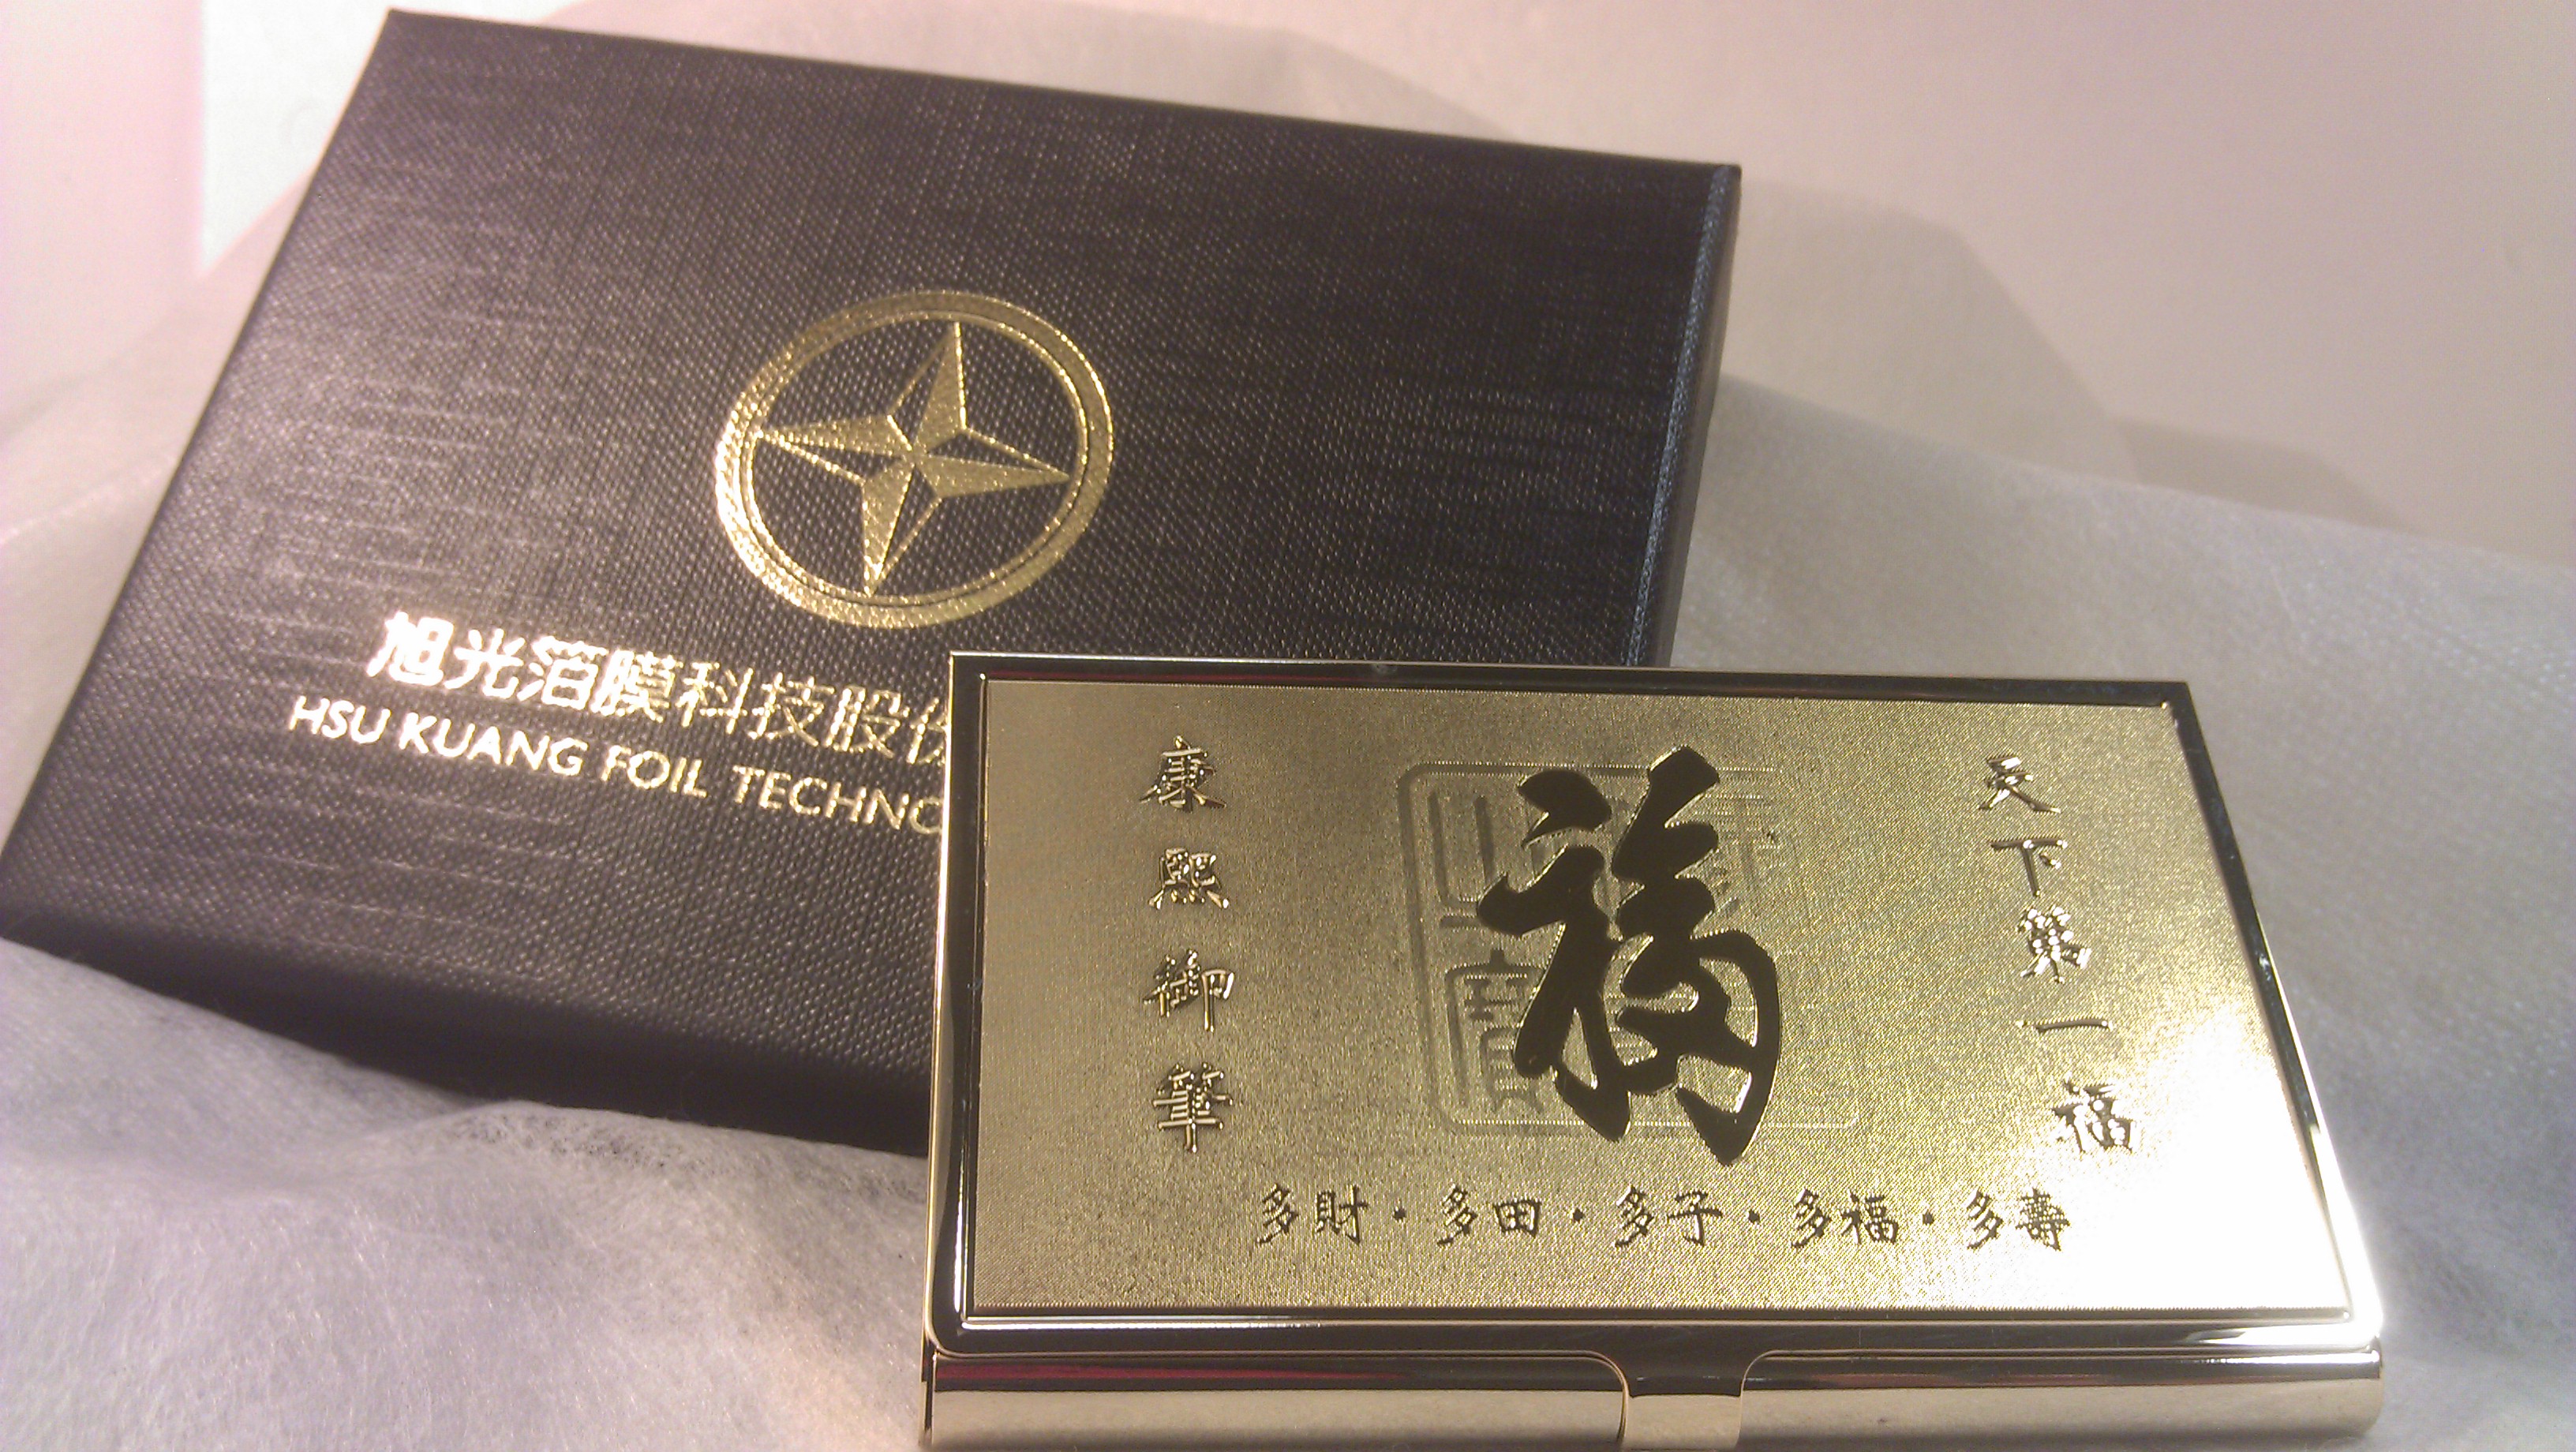 旭光箔膜科技股份
HSU KUANG FOIL TECHNO
天下第一福
福
康熙御筆
多財·多田·多子·多福·多壽